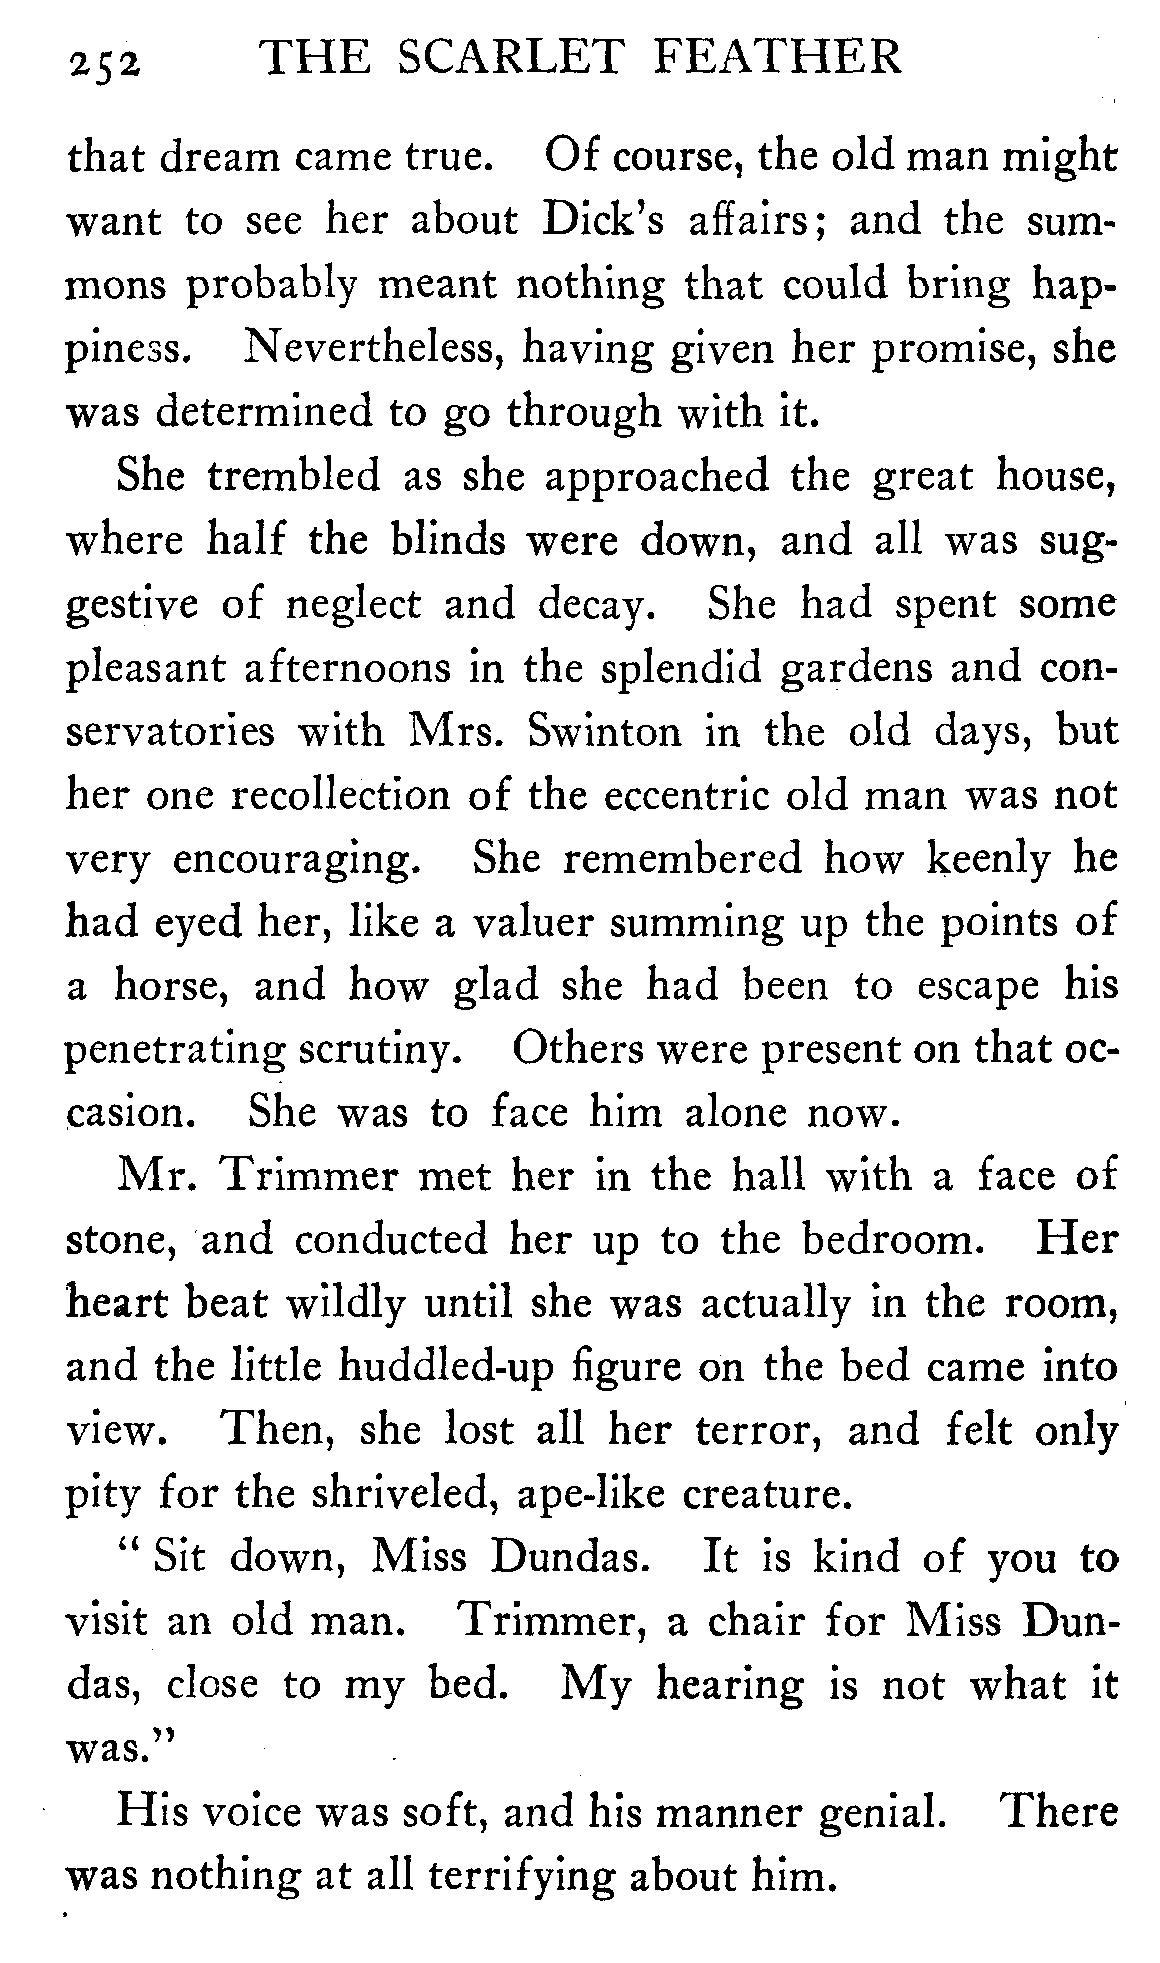 252 THE SCARLET FEATHER
that dream came true. Of course, the old man might
want to see her about Dick's affairs; and the sum-
mons probably meant nothing that could bring hap-
piness. Nevertheless, having given her promise, she
was determined to go through with it.
She trembled as she approached the great house,
where half the blinds were down, and all was sug-
gestive of neglect and decay. She had spent some
pleasant afternoons in the splendid gardens and con-
servatories with Mrs. Swinton in the old days, but
her one recollection of the eccentric old man was not
very encouraging. She remembered how keenly he
had eyed her, like a valuer summing up the points of
a horse, and how glad she had been to escape his
penetrating scrutiny. Others were present on that oc-
casion. She was to face him alone now.
Mr. Trimmer met her in the hall with a face of
stone, and conducted her up to the bedroom. Her
heart beat wildly until she was actually in the room,
and the little huddled-up figure on the bed came into
view. Then, she lost all her terror, and felt only
pity for the shriveled, ape-like creature.
" Sit down, Miss Dundas. It is kind of you to
visit an old man. Trimmer, a chair for Miss Dun-
das, close to my bed. My hearing is not what it
was."
His voice was soft, and his manner genial. There
was nothing at all terrifying about him.